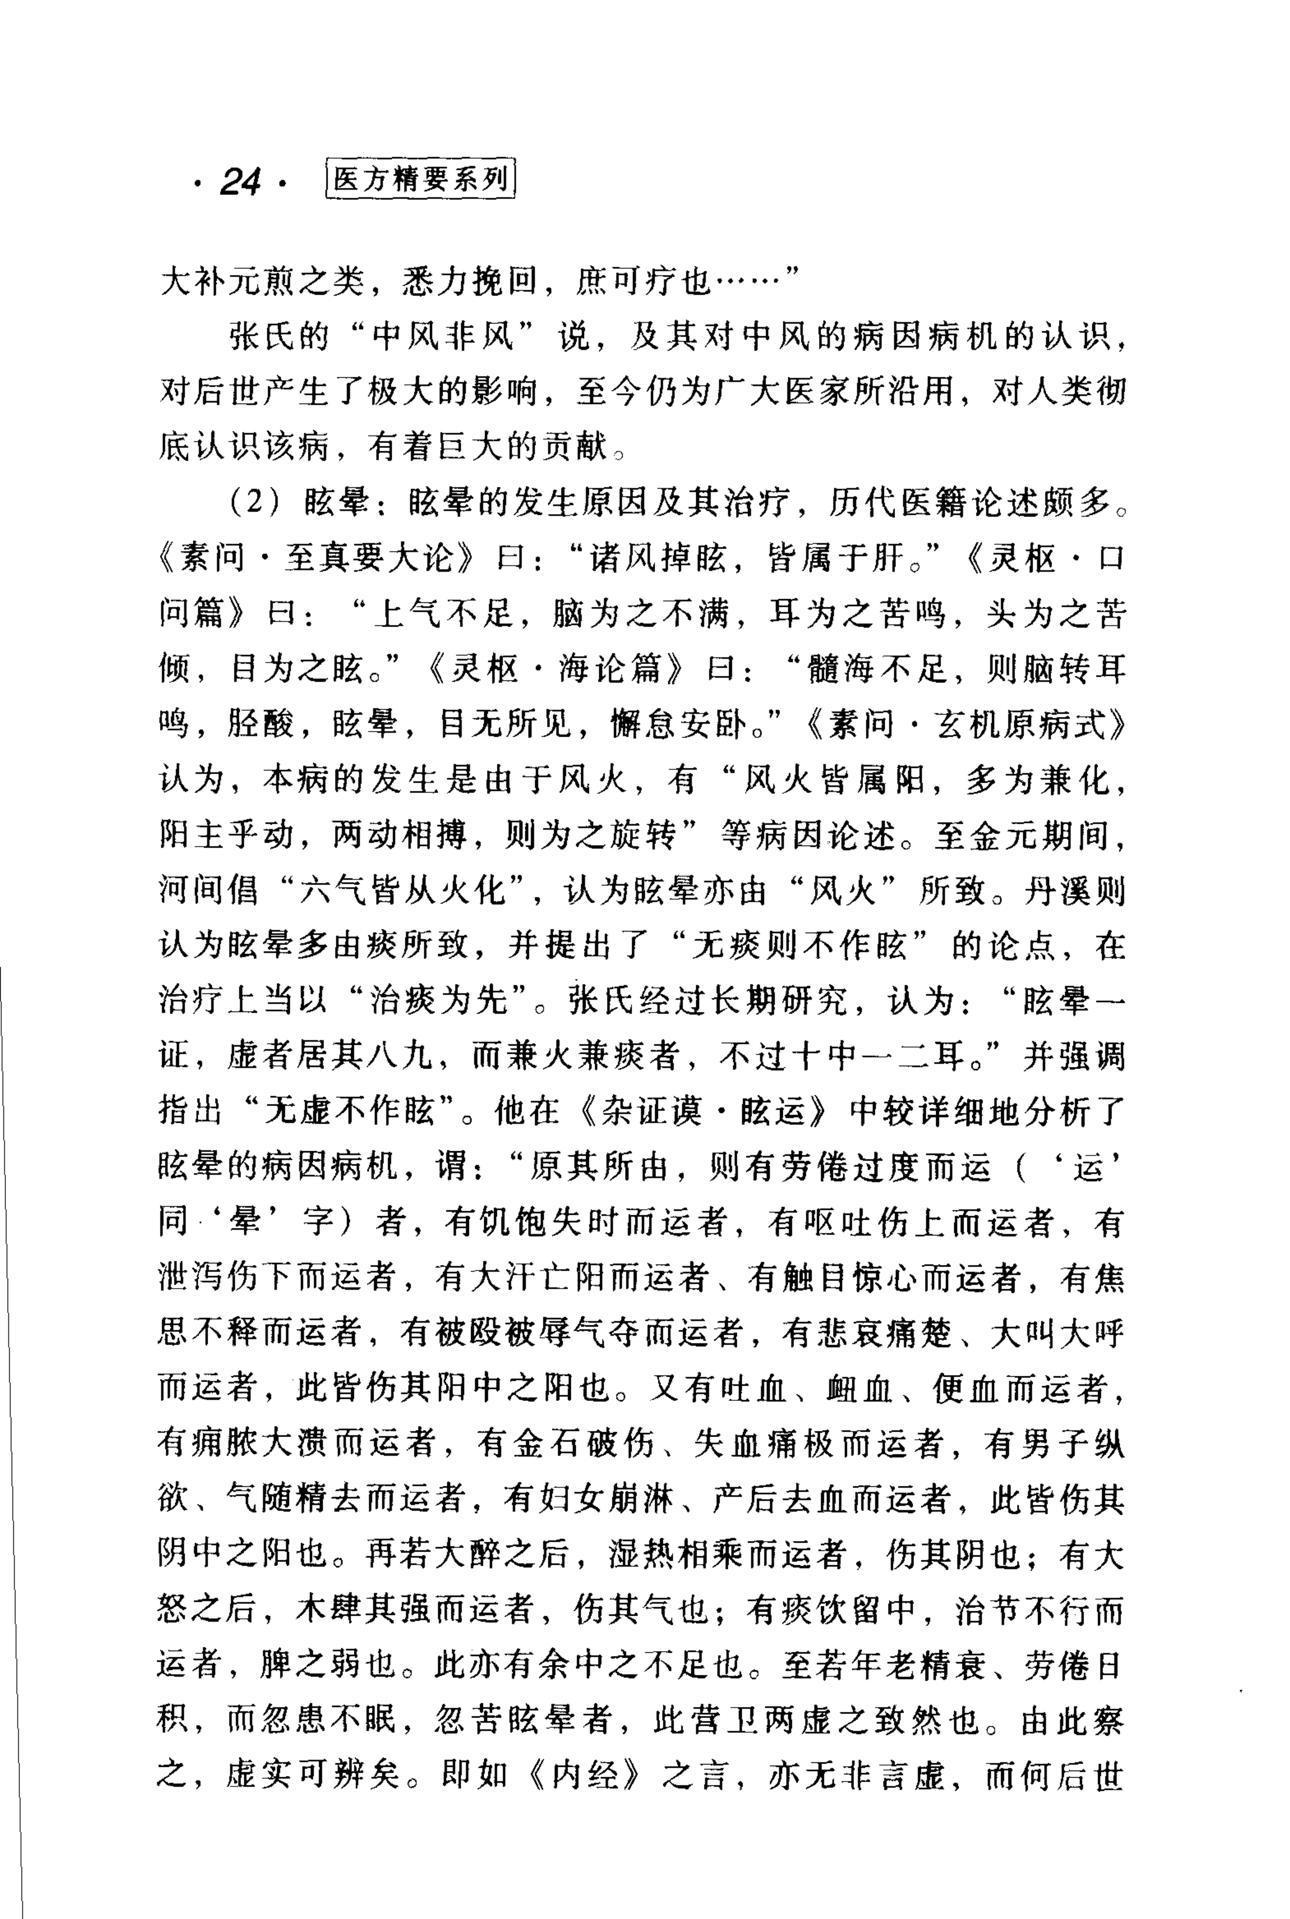 ·24· 医方精要系列
大补元煎之类，悉力挽回，庶可疗也……”
张氏的“中风非风”说，及其对中风的病因病机的认识，
对后世产生了极大的影响，至今仍为广大医家所沿用，对人类彻
底认识该病，有着巨大的贡献。
（2）眩晕：眩晕的发生原因及其治疗，历代医籍论述颇多。
《素问·至真要大论》曰：“诸风掉眩，皆属于肝。”《灵枢·口
问篇》曰：“上气不足，脑为之不满，耳为之苦鸣，头为之苦
倾，目为之眩。”《灵枢·海论篇》曰：“髓海不足，则脑转耳
鸣，胫酸，眩晕，目无所见，懈怠安卧。”《素问·玄机原病式》
认为，本病的发生是由于风火，有“风火皆属阳，多为兼化，
阳主乎动，两动相搏，则为之旋转”等病因论述。至金元期间，
河间倡“六气皆从火化”，认为眩晕亦由“风火”所致。丹溪则
认为眩晕多由痰所致，并提出了“无痰则不作眩”的论点，在
治疗上当以“治痰为先”。张氏经过长期研究，认为：“眩晕一
证，虚者居其八九，而兼火兼痰者，不过十中一二耳。”并强调
指出“无虚不作眩”。他在《杂证谟·眩运》中较详细地分析了
眩晕的病因病机，谓：“原其所由，则有劳倦过度而运（‘运’
同‘晕’字）者，有饥饱失时而运者，有呕吐伤上而运者，有
泄泻伤下而运者，有大汗亡阳而运者、有触目惊心而运者，有焦
思不释而运者，有被殴被辱气夺而运者，有悲哀痛楚、大叫大呼
而运者，此皆伤其阳中之阳也。又有吐血、衄血、便血而运者，
有痈脓大溃而运者，有金石破伤、失血痛极而运者，有男子纵
欲、气随精去而运者，有妇女崩淋、产后去血而运者，此皆伤其
阴中之阳也。再若大醉之后，湿热相乘而运者，伤其阴也；有大
怒之后，木肆其强而运者，伤其气也；有痰饮留中，治节不行而
运者，脾之弱也。此亦有余中之不足也。至若年老精衰、劳倦日
积，而忽患不眠，忽苦眩晕者，此营卫两虚之致然也。由此察
之，虚实可辨矣。即如《内经》之言，亦无非言虚，而何后世